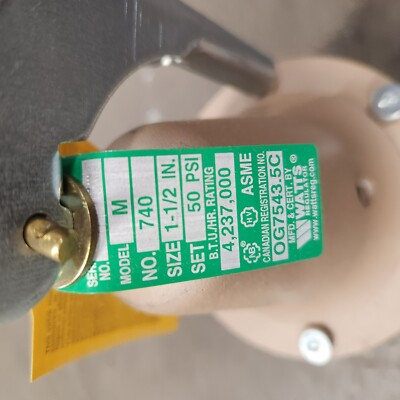 SER.
NO.
MODEL M
NO. 740
SIZE 1-1/2 IN.
SET 50 PSI
B.T.U/HR. RATING
4,237,000
HV ASME
CANADIAN REGISTRATION NO.
OG7543.5C
MFD. & CERT. BY
WATTS®
REGULATOR
www.wattsreg.com